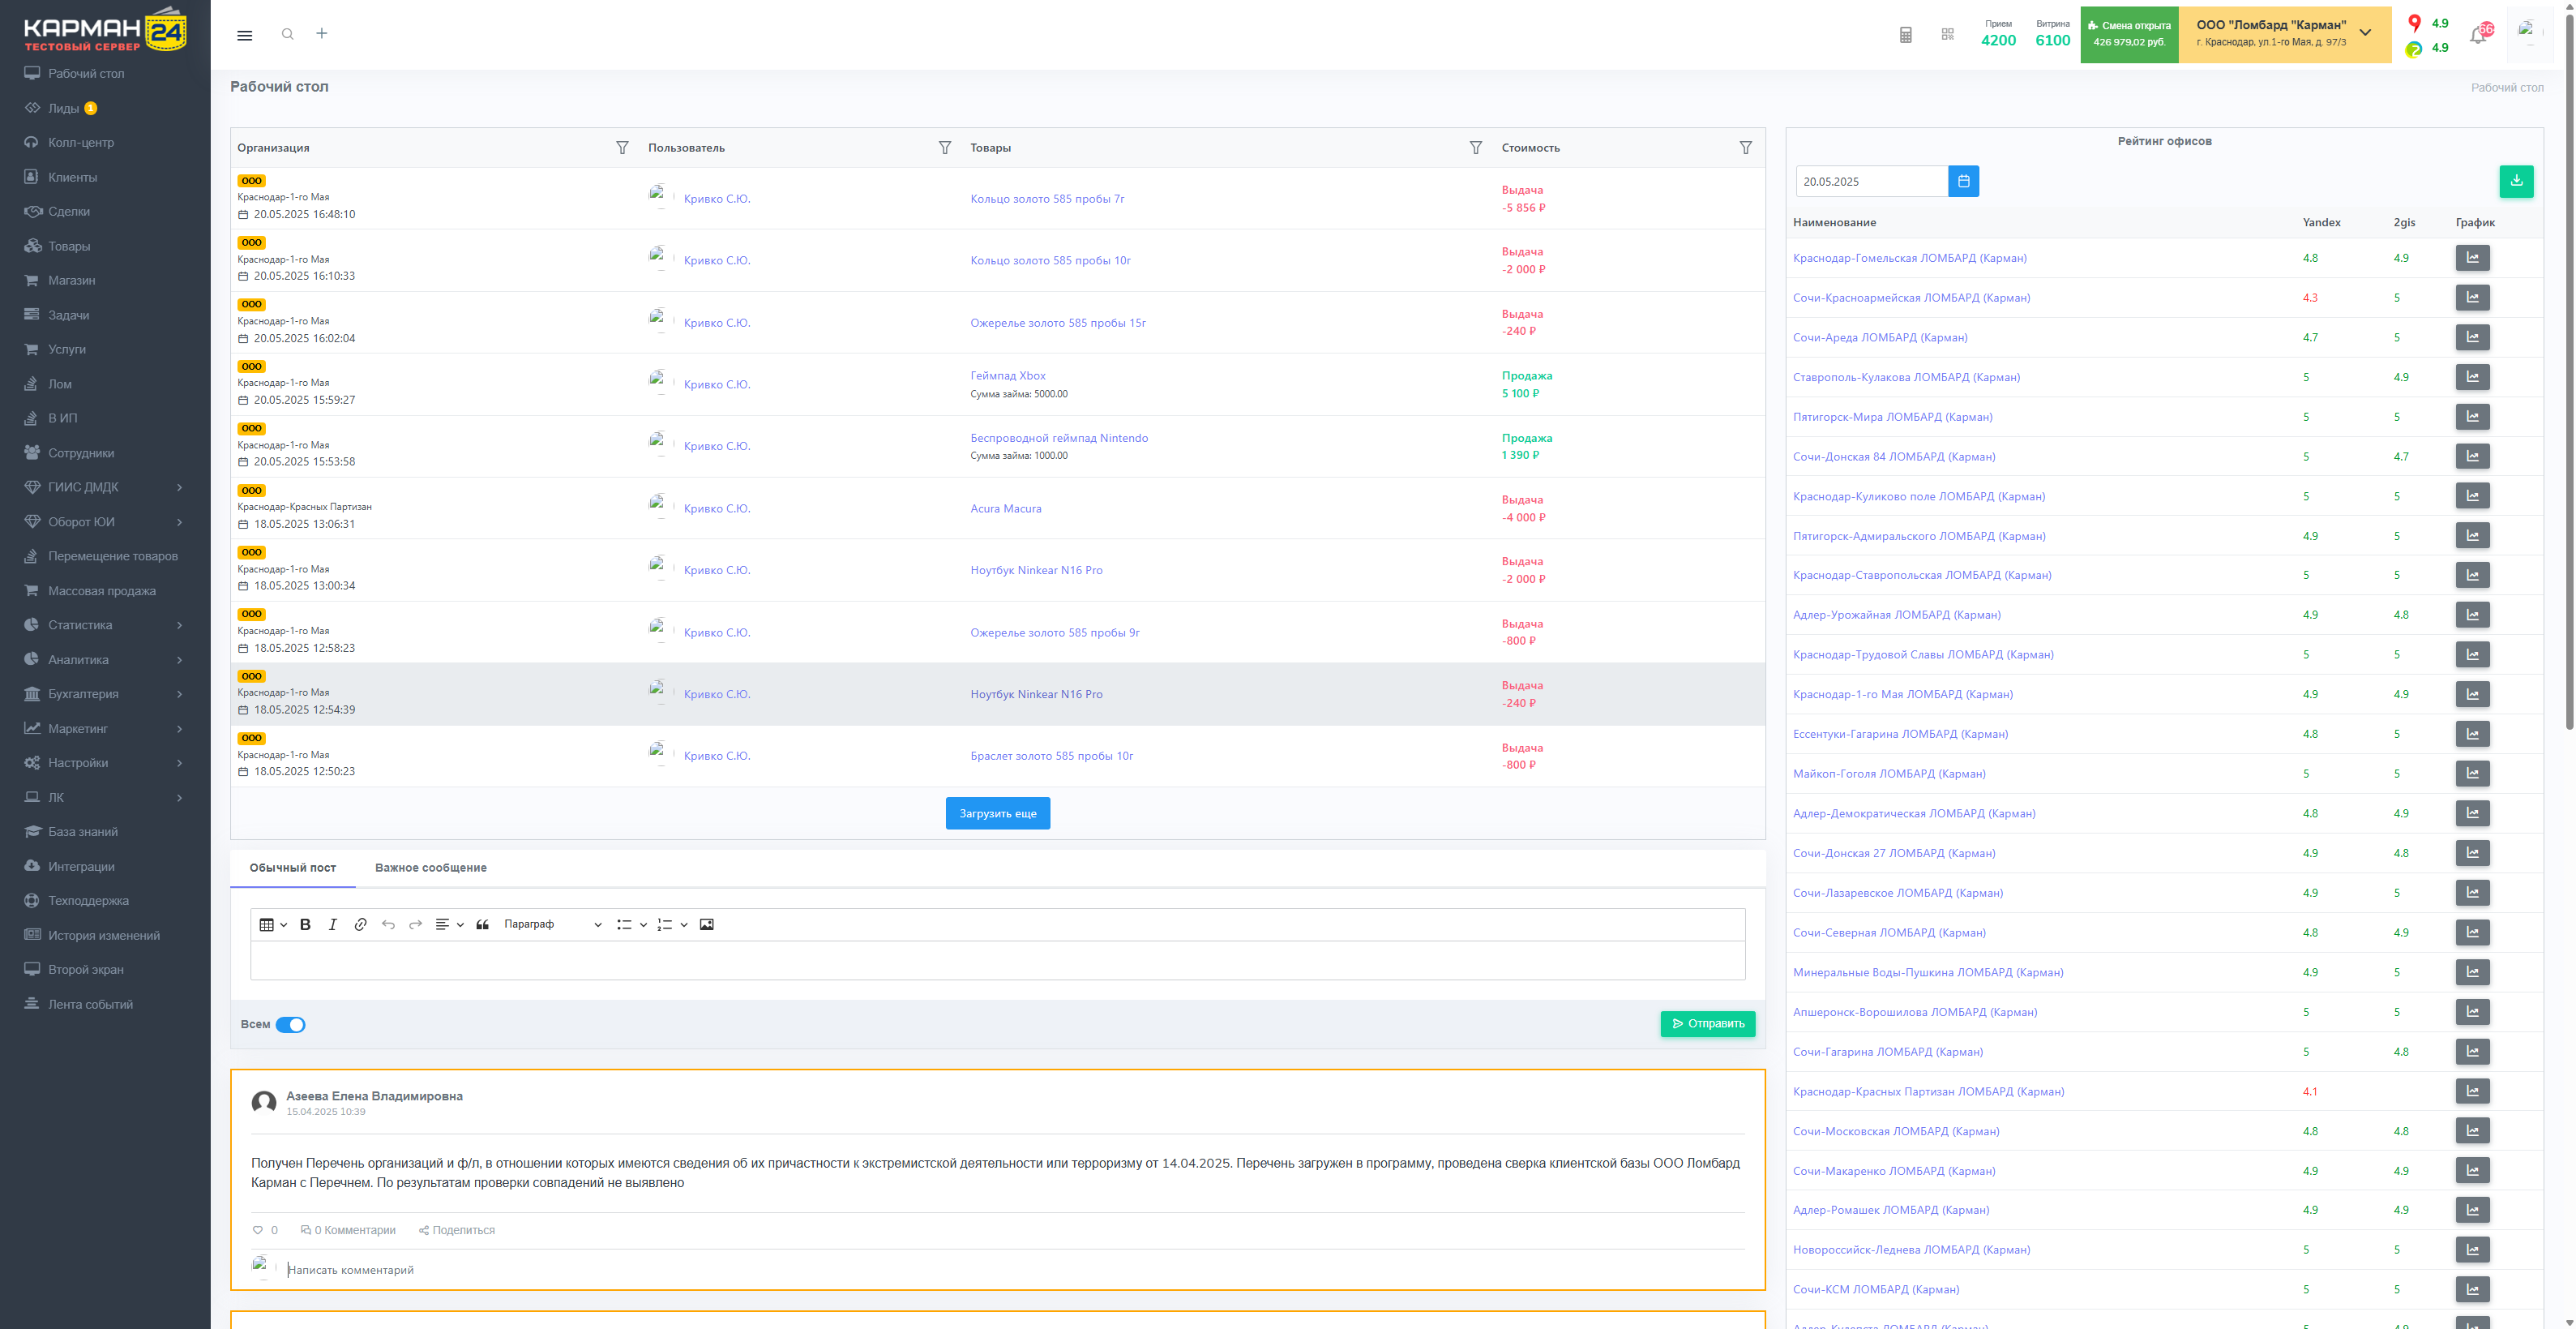 КАРМАН 24
ТЕСТОВЫЙ СЕРВЕР
Рабочий стол
Лиды 1
Колл-центр
Клиенты
Сделки
Товары
Магазин
Задачи
Услуги
Лом
В ИП
Сотрудники
ГИИС ДМДК
Оборот ЮИ
Перемещение товаров
Массовая продажа
Статистика
Аналитика
Бухгалтерия
Маркетинг
Настройки
ЛК
База знаний
Интеграции
Техподдержка
История изменений
Второй экран
Лента событий
Прием
4200
Витрина
6100
Смена открыта
426 979,02 руб.
ООО "Ломбард "Карман"
г. Краснодар, ул.1-го Мая, д. 97/3
4.9
4.9
66
Рабочий стол
Рабочий стол
Организация Пользователь Товары Стоимость
ООО
Краснодар-1-го Мая
20.05.2025 16:48:10
Кривко С.Ю.
Кольцо золото 585 пробы 7г
Выдача
-5 856 ₽
ООО
Краснодар-1-го Мая
20.05.2025 16:10:33
Кривко С.Ю.
Кольцо золото 585 пробы 10г
Выдача
-2 000 ₽
ООО
Краснодар-1-го Мая
20.05.2025 16:02:04
Кривко С.Ю.
Ожерелье золото 585 пробы 15г
Выдача
-240 ₽
ООО
Краснодар-1-го Мая
20.05.2025 15:59:27
Кривко С.Ю.
Геймпад Xbox
Сумма займа: 5000.00
Продажа
5 100 ₽
ООО
Краснодар-1-го Мая
20.05.2025 15:53:58
Кривко С.Ю.
Беспроводной геймпад Nintendo
Сумма займа: 1000.00
Продажа
1 390 ₽
ООО
Краснодар-Красных Партизан
18.05.2025 13:06:31
Кривко С.Ю.
Acura Macura
Выдача
-4 000 ₽
ООО
Краснодар-1-го Мая
18.05.2025 13:00:34
Кривко С.Ю.
Ноутбук Ninkear N16 Pro
Выдача
-2 000 ₽
ООО
Краснодар-1-го Мая
18.05.2025 12:58:23
Кривко С.Ю.
Ожерелье золото 585 пробы 9г
Выдача
-800 ₽
ООО
Краснодар-1-го Мая
18.05.2025 12:54:39
Кривко С.Ю.
Ноутбук Ninkear N16 Pro
Выдача
-240 ₽
ООО
Краснодар-1-го Мая
18.05.2025 12:50:23
Кривко С.Ю.
Браслет золото 585 пробы 10г
Выдача
-800 ₽
Загрузить еще
Обычный пост Важное сообщение
Параграф
Всем
Отправить
Азеева Елена Владимировна
15.04.2025 10:39
Получен Перечень организаций и ф/л, в отношении которых имеются сведения об их причастности к экстремистской деятельности или терроризму от 14.04.2025. Перечень загружен в программу, проведена сверка клиентской базы ООО Ломбард
Карман с Перечнем. По результатам проверки совпадений не выявлено
0 0 Комментарии Поделиться
Написать комментарий
Рейтинг офисов
20.05.2025
Наименование Yandex 2gis График
Краснодар-Гомельская ЛОМБАРД (Карман) 4.8 4.9
Сочи-Красноармейская ЛОМБАРД (Карман) 4.3 5
Сочи-Ареда ЛОМБАРД (Карман) 4.7 5
Ставрополь-Кулакова ЛОМБАРД (Карман) 5 4.9
Пятигорск-Мира ЛОМБАРД (Карман) 5 5
Сочи-Донская 84 ЛОМБАРД (Карман) 5 4.7
Краснодар-Куликово поле ЛОМБАРД (Карман) 5 5
Пятигорск-Адмиральского ЛОМБАРД (Карман) 4.9 5
Краснодар-Ставропольская ЛОМБАРД (Карман) 5 5
Адлер-Урожайная ЛОМБАРД (Карман) 4.9 4.8
Краснодар-Трудовой Славы ЛОМБАРД (Карман) 5 5
Краснодар-1-го Мая ЛОМБАРД (Карман) 4.9 4.9
Ессентуки-Гагарина ЛОМБАРД (Карман) 4.8 5
Майкоп-Гоголя ЛОМБАРД (Карман) 5 5
Адлер-Демократическая ЛОМБАРД (Карман) 4.8 4.9
Сочи-Донская 27 ЛОМБАРД (Карман) 4.9 4.8
Сочи-Лазаревское ЛОМБАРД (Карман) 4.9 5
Сочи-Северная ЛОМБАРД (Карман) 4.8 4.9
Минеральные Воды-Пушкина ЛОМБАРД (Карман) 4.9 5
Апшеронск-Ворошилова ЛОМБАРД (Карман) 5 5
Сочи-Гагарина ЛОМБАРД (Карман) 5 4.8
Краснодар-Красных Партизан ЛОМБАРД (Карман) 4.1
Сочи-Московская ЛОМБАРД (Карман) 4.8 4.8
Сочи-Макаренко ЛОМБАРД (Карман) 4.9 4.9
Адлер-Ромашек ЛОМБАРД (Карман) 4.9 4.9
Новороссийск-Леднева ЛОМБАРД (Карман) 5 5
Сочи-КСМ ЛОМБАРД (Карман) 5 5
Адлер-Кудепста ЛОМБАРД (Карман) 5 4.9